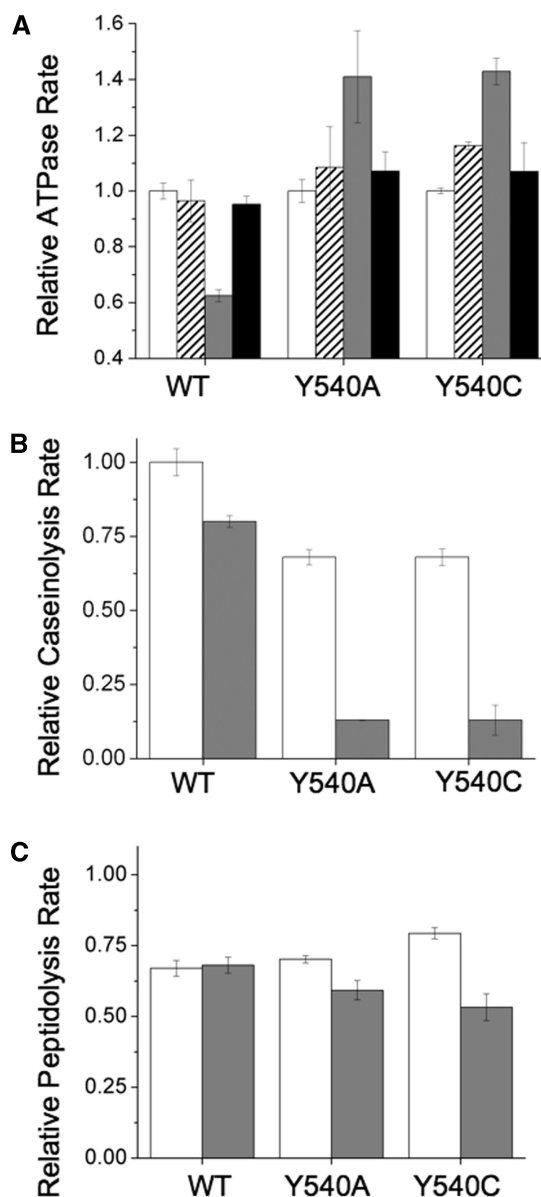 A
Relative ATPase Rate
1.6
1.4
1.2
1.0
0.8
0.6
0.4
WT Y540A Y540C
B
Relative Caseinolysis Rate
1.00
0.75
0.50
0.25
0.00
WT Y540A Y540C
C
Relative Peptidolysis Rate
1.00
0.75
0.50
0.25
0.00
WT Y540A Y540C